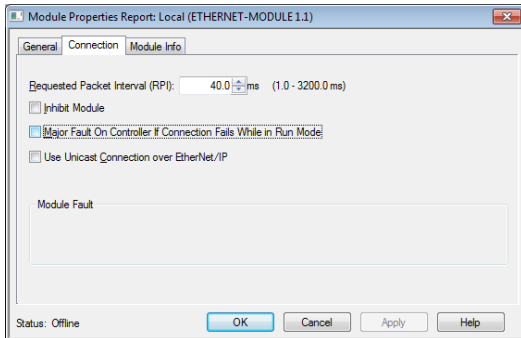 Module Properties Report: Local (ETHERNET-MODULE 1.1)
General Connection Module Info
Requested Packet Interval (RPI): 40.0 ms (1.0 - 3200.0 ms)
Inhibit Module
Major Fault On Controller If Connection Fails While in Run Mode
Use Unicast Connection over EtherNet/IP
Module Fault
Status: Offline OK Cancel Apply Help